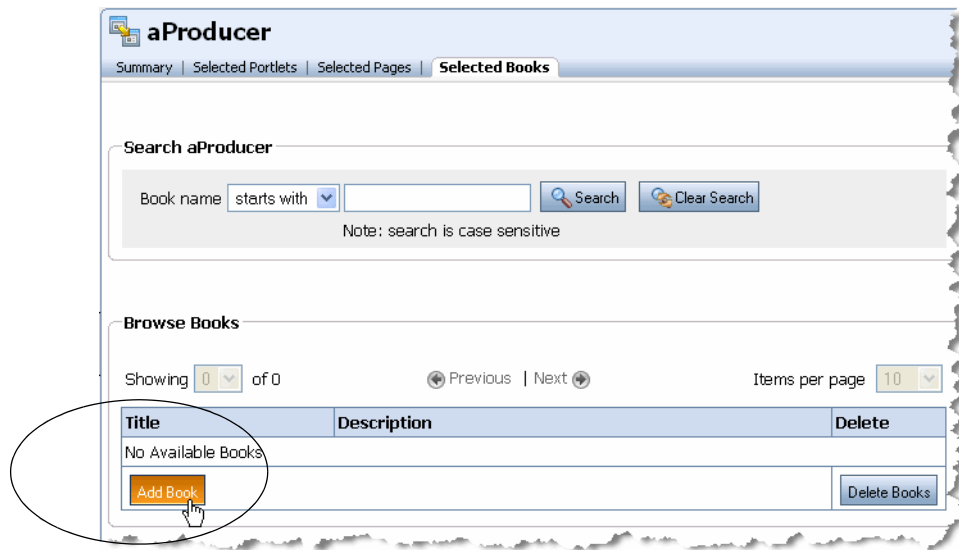 aProducer
Summary | Selected Portlets | Selected Pages | Selected Books
Search aProducer
Book name starts with Search Clear Search
Note: search is case sensitive
Browse Books
Showing 0 of 0 Previous | Next Items per page 10
Title Description Delete
No Available Books
Add Book Delete Books